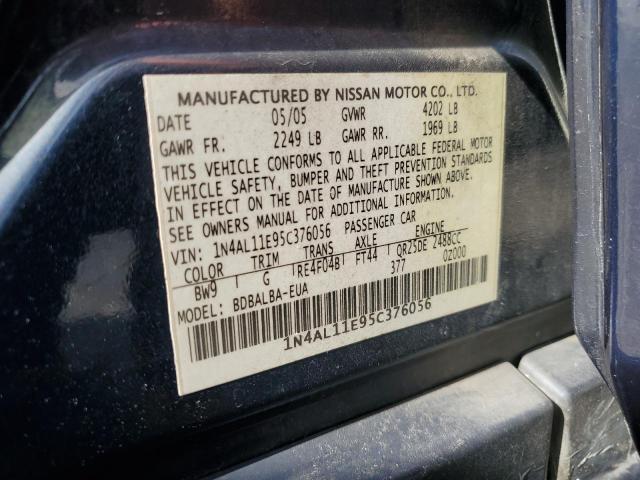 MANUFACTURED BY NISSAN MOTOR CO., LTD.
DATE 05/05 GVWR 4202 LB
GAWR FR. 2249 LB GAWR RR. 1969 LB
THIS VEHICLE CONFORMS TO ALL APPLICABLE FEDERAL MOTOR
VEHICLE SAFETY, BUMPER AND THEFT PREVENTION STANDARDS
IN EFFECT ON THE DATE OF MANUFACTURE SHOWN ABOVE.
SEE OWNERS MANUAL FOR ADDITIONAL INFORMATION.
VIN: 1N4AL11E95C376056 PASSENGER CAR
COLOR TRIM TRANS AXLE ENGINE
BW9 G RE4F04B FT44 QR25DE 2488CC
MODEL: BDBALBA-EUA 377 0Z000
1N4AL11E95C376056